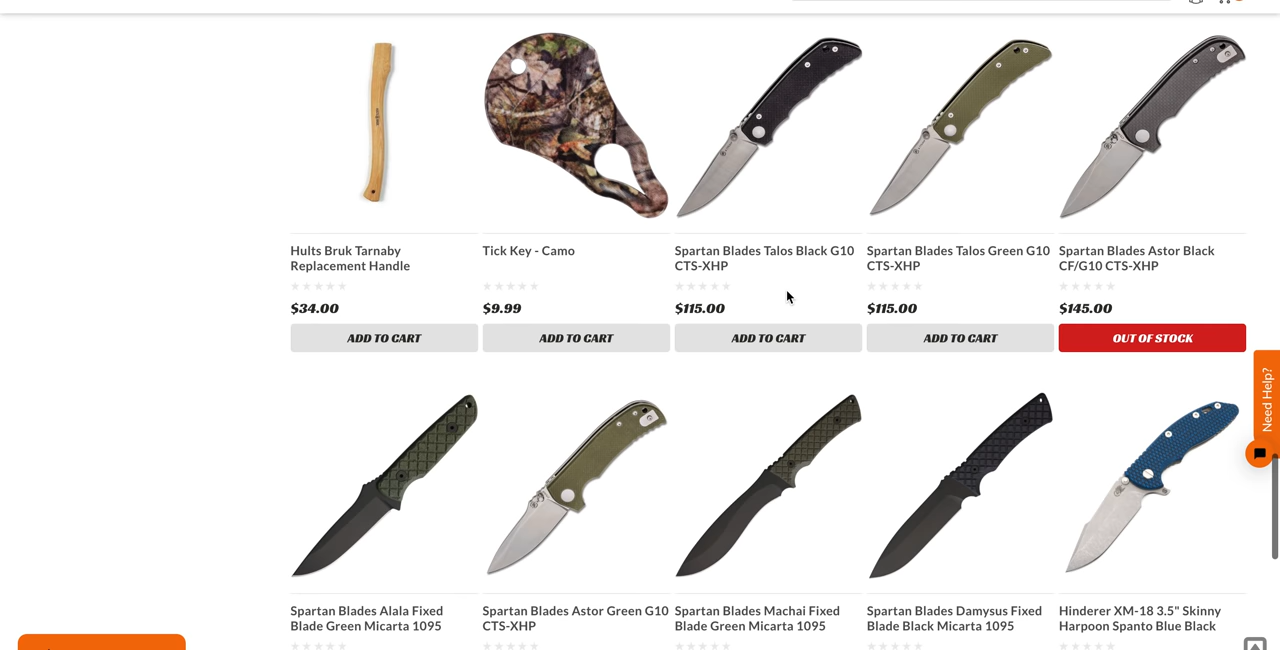 Hults Bruk Tarnaby
Replacement Handle
$34.00
ADD TO CART
Tick Key - Camo
$9.99
ADD TO CART
Spartan Blades Talos Black G10
CTS-XHP
$115.00
ADD TO CART
Spartan Blades Talos Green G10
CTS-XHP
$115.00
ADD TO CART
Spartan Blades Astor Black
CF/G10 CTS-XHP
$145.00
OUT OF STOCK
Need Help?
Spartan Blades Alala Fixed
Blade Green Micarta 1095
Spartan Blades Astor Green G10
CTS-XHP
Spartan Blades Machai Fixed
Blade Green Micarta 1095
Spartan Blades Damysus Fixed
Blade Black Micarta 1095
Hinderer XM-18 3.5" Skinny
Harpoon Spanto Blue Black